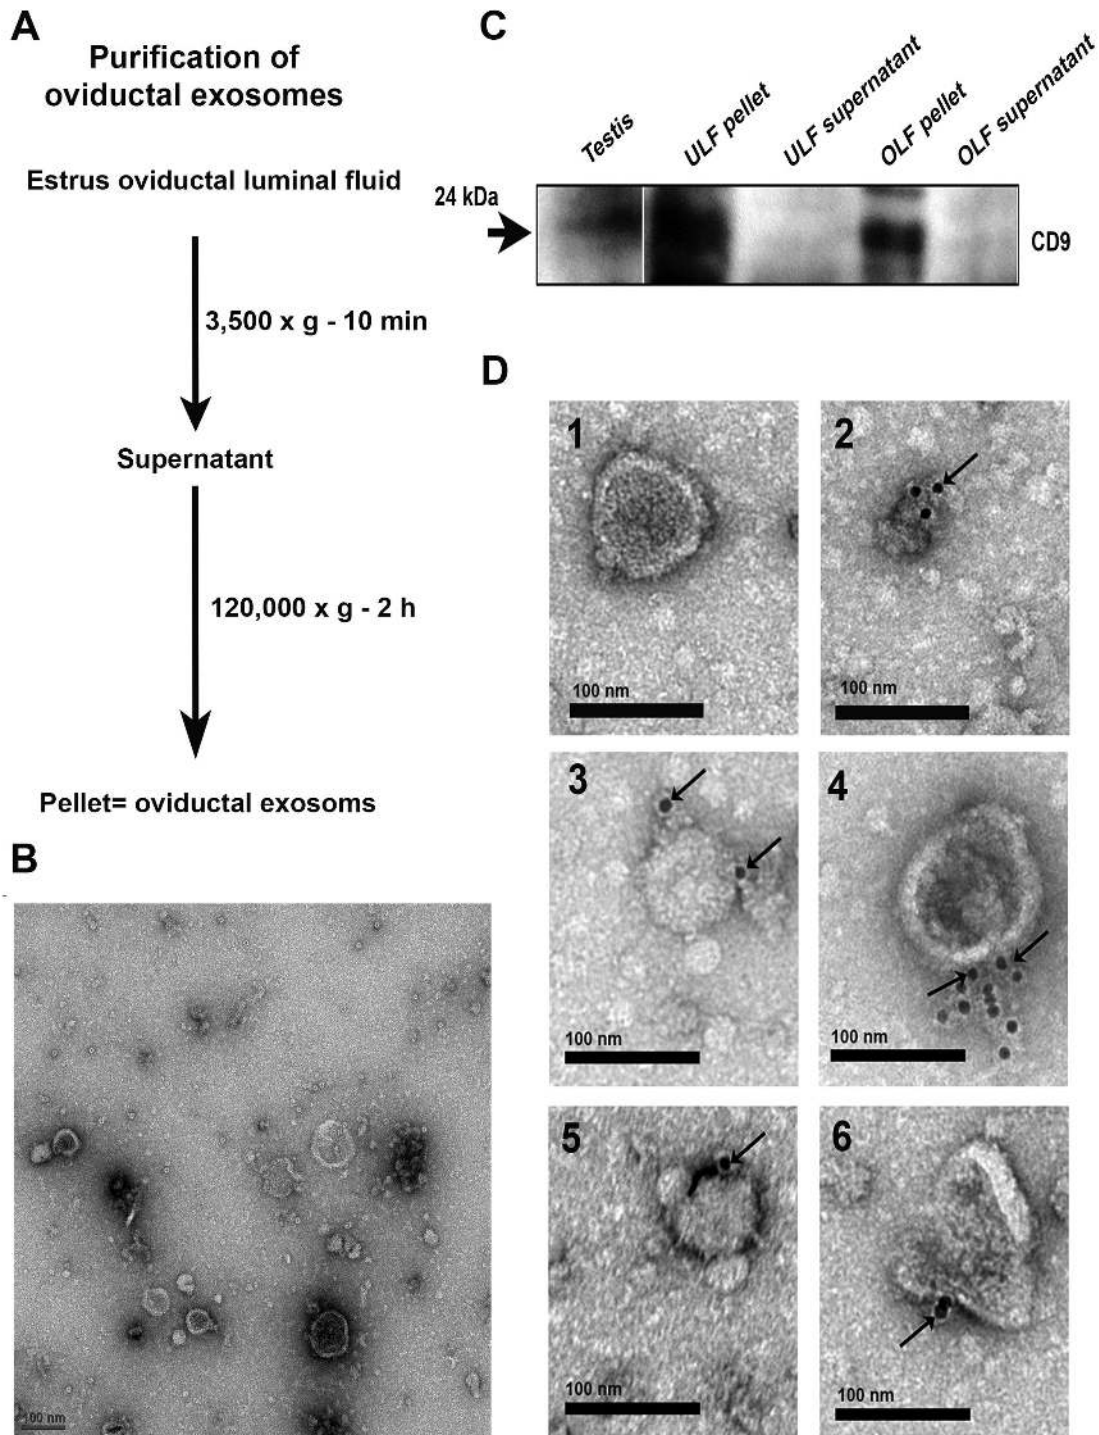 A
Purification of
oviductal exosomes
Estrus oviductal luminal fluid
3,500 x g - 10 min
Supernatant
120,000 x g - 2 h
Pellet= oviductal exosoms
B
100 nm
C
Testis
ULF pellet
ULF supernatant
OLF pellet
OLF supernatant
24 kDa
CD9
D
1
100 nm
2
100 nm
3
100 nm
4
100 nm
5
100 nm
6
100 nm